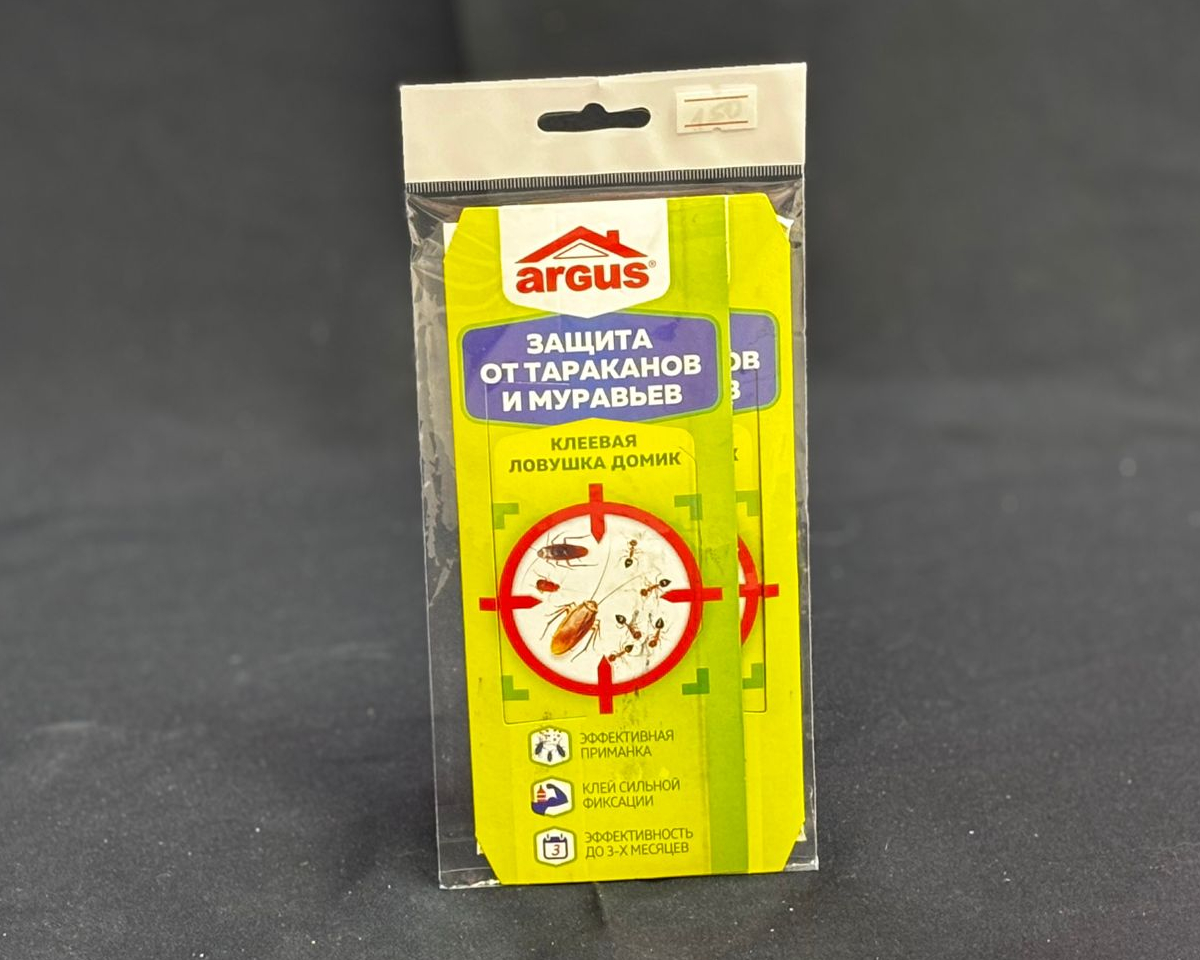 450
argus®
ЗАЩИТА
ОТ ТАРАКАНОВ
И МУРАВЬЕВ
ОВ
В
КЛЕЕВАЯ
ЛОВУШКА ДОМИК
К
ЭФФЕКТИВНАЯ
ПРИМАНКА
КЛЕЙ СИЛЬНОЙ
ФИКСАЦИИ
3
ЭФФЕКТИВНОСТЬ
ДО 3-Х МЕСЯЦЕВ